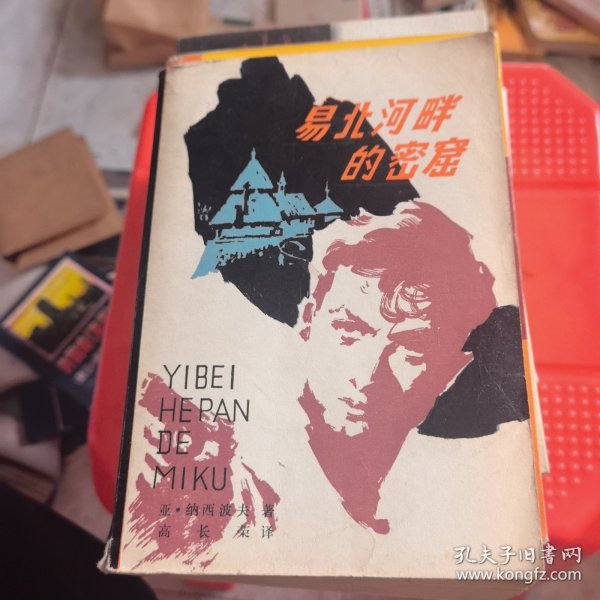 易北河畔
的密窟
YIBEI
HEPAN
DE
MIKU
亚·纳西波夫 著
高长荣 译
孔夫子旧书网
www.kongfz.com